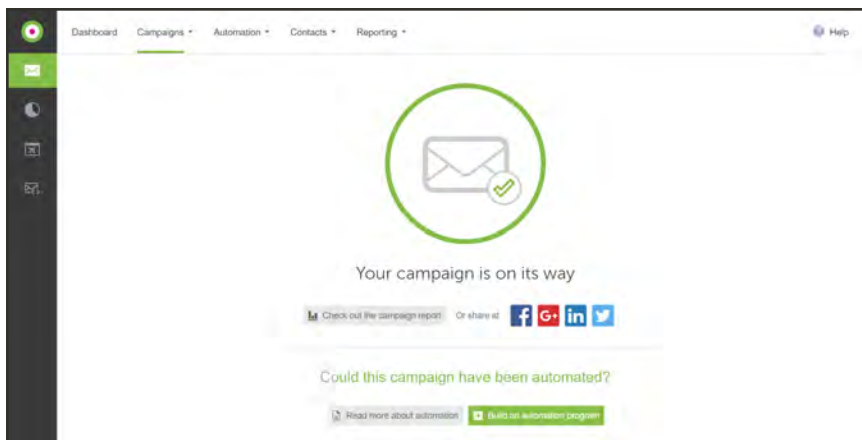 Dashboard Campaigns Automation Contacts Reporting Help
Your campaign is on its way
Check out the campaign report Or share it!
Could this campaign have been automated?
Read more about automation Build an automation program